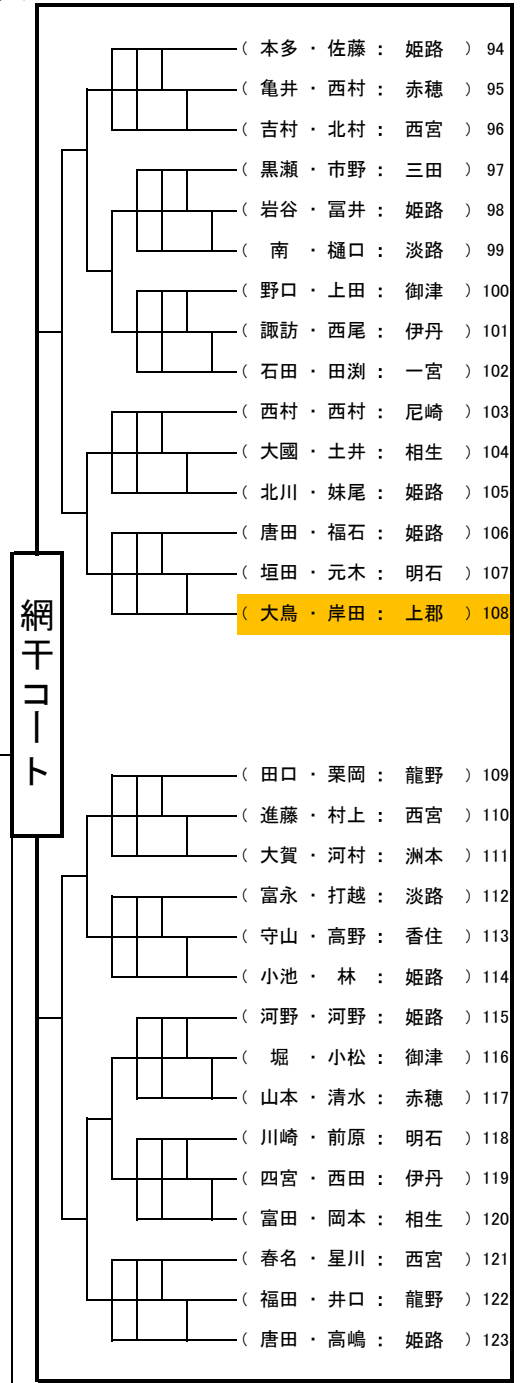 ( 本多 ・ 佐藤 : 姫路 ) 94
( 亀井 ・ 西村 : 赤穂 ) 95
( 吉村 ・ 北村 : 西宮 ) 96
( 黒瀬 ・ 市野 : 三田 ) 97
( 岩谷 ・ 冨井 : 姫路 ) 98
( 南 ・ 樋口 : 淡路 ) 99
( 野口 ・ 上田 : 御津 ) 100
( 諏訪 ・ 西尾 : 伊丹 ) 101
( 石田 ・ 田渕 : 一宮 ) 102
( 西村 ・ 西村 : 尼崎 ) 103
( 大國 ・ 土井 : 相生 ) 104
( 北川 ・ 妹尾 : 姫路 ) 105
( 唐田 ・ 福石 : 姫路 ) 106
( 垣田 ・ 元木 : 明石 ) 107
( 大鳥 ・ 岸田 : 上郡 ) 108
網干コート
( 田口 ・ 栗岡 : 龍野 ) 109
( 進藤 ・ 村上 : 西宮 ) 110
( 大賀 ・ 河村 : 洲本 ) 111
( 富永 ・ 打越 : 淡路 ) 112
( 守山 ・ 高野 : 香住 ) 113
( 小池 ・ 林 : 姫路 ) 114
( 河野 ・ 河野 : 姫路 ) 115
( 堀 ・ 小松 : 御津 ) 116
( 山本 ・ 清水 : 赤穂 ) 117
( 川崎 ・ 前原 : 明石 ) 118
( 四宮 ・ 西田 : 伊丹 ) 119
( 富田 ・ 岡本 : 相生 ) 120
( 春名 ・ 星川 : 西宮 ) 121
( 福田 ・ 井口 : 龍野 ) 122
( 唐田 ・ 高嶋 : 姫路 ) 123